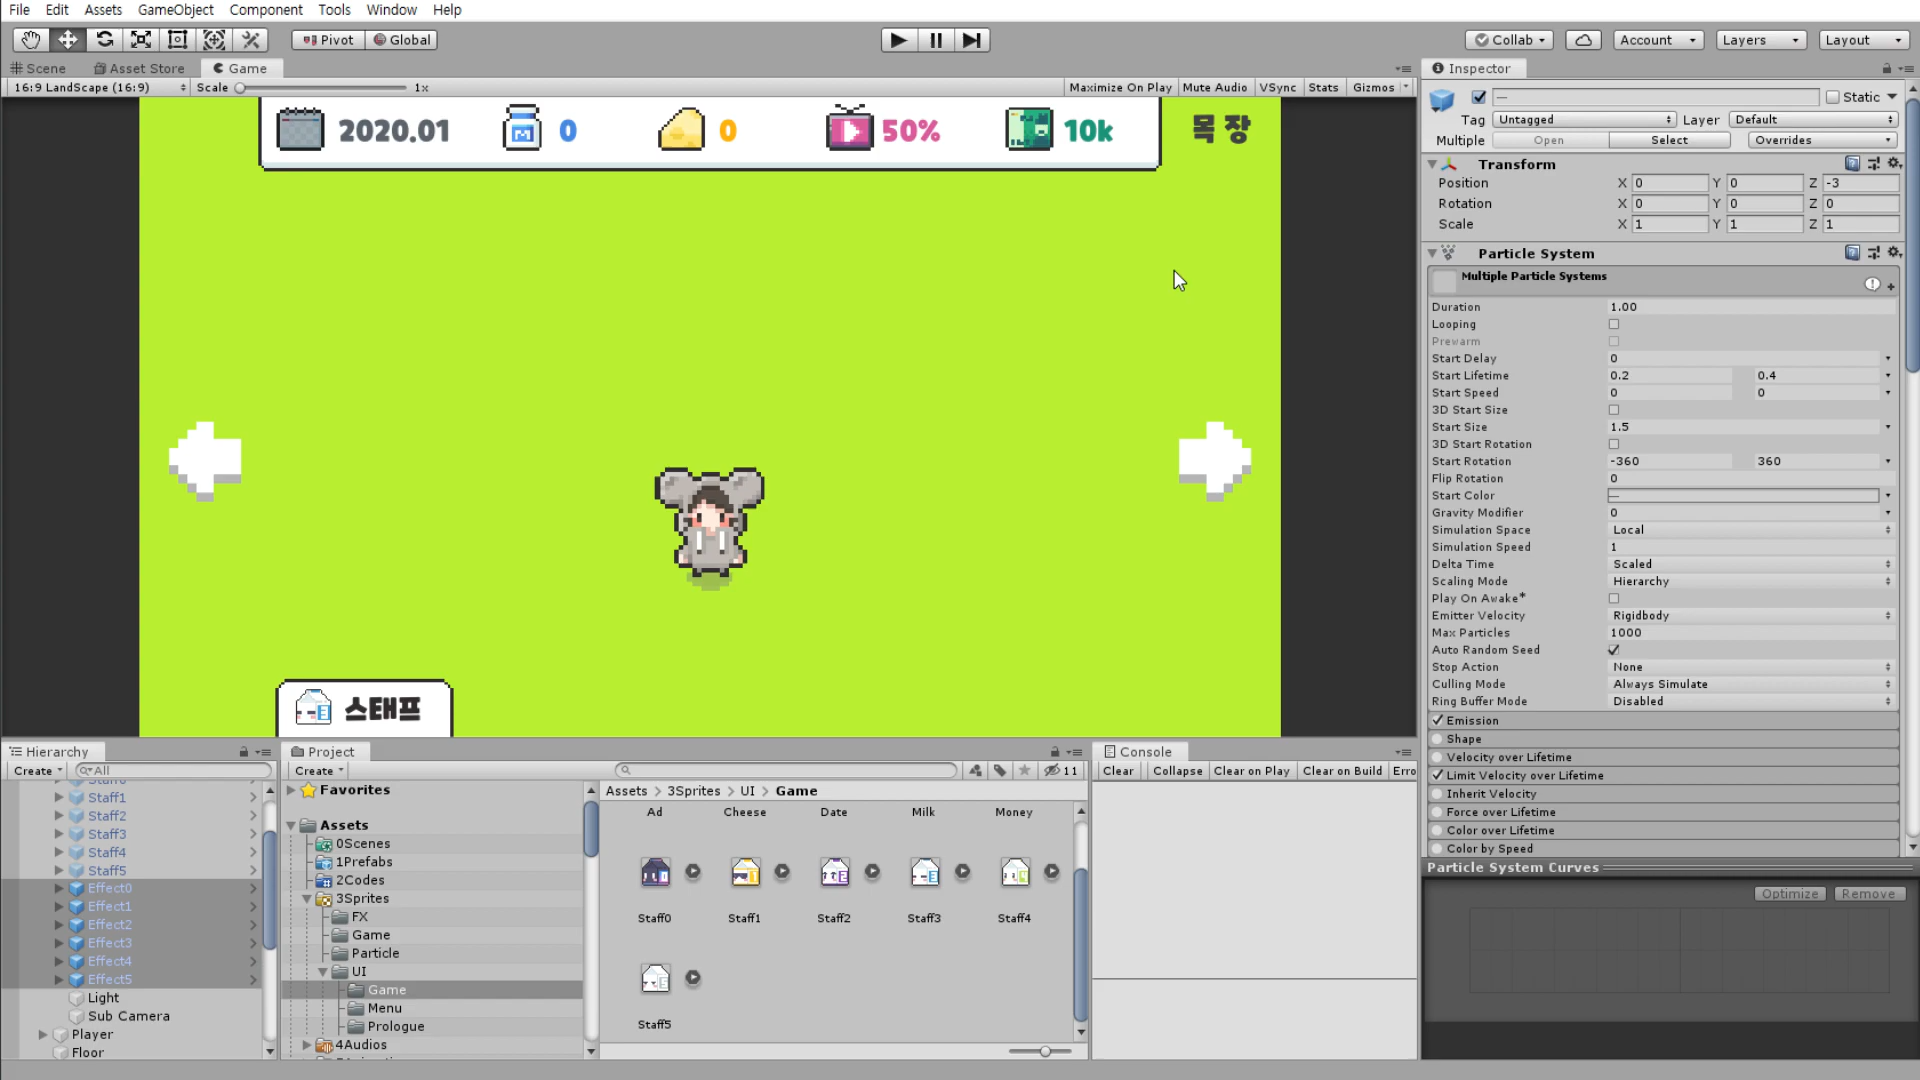 File Edit Assets GameObject Component Tools Window Help
Pivot Global Collab Account Layers Layout
Scene Asset Store Game
16:9 LandScape (16:9) Scale 1x Maximize On Play Mute Audio VSync Stats Gizmos
2020.01 0 0 50% 10k 목장
스태프
Inspector
— Static
Tag Untagged Layer Default
Multiple Open Select Overrides
Transform
Position X 0 Y 0 Z -3
Rotation X 0 Y 0 Z 0
Scale X 1 Y 1 Z 1
Particle System
Multiple Particle Systems
Duration 1.00
Looping
Prewarm
Start Delay 0
Start Lifetime 0.2 0.4
Start Speed 0 0
3D Start Size
Start Size 1.5
3D Start Rotation
Start Rotation -360 360
Flip Rotation 0
Start Color —
Gravity Modifier 0
Simulation Space Local
Simulation Speed 1
Delta Time Scaled
Scaling Mode Hierarchy
Play On Awake*
Emitter Velocity Rigidbody
Max Particles 1000
Auto Random Seed
Stop Action None
Culling Mode Always Simulate
Ring Buffer Mode Disabled
Emission
Shape
Velocity over Lifetime
Limit Velocity over Lifetime
Inherit Velocity
Force over Lifetime
Color over Lifetime
Color by Speed
Particle System Curves
Optimize Remove
Hierarchy
Create All
Staff1
Staff2
Staff3
Staff4
Staff5
Effect0
Effect1
Effect2
Effect3
Effect4
Effect5
Light
Sub Camera
Player
Floor
Project
Create 11
Favorites
Assets
0Scenes
1Prefabs
2Codes
3Sprites
FX
Game
Particle
UI
Game
Menu
Prologue
4Audios
Assets > 3Sprites > UI > Game
Ad Cheese Date Milk Money
Staff0 Staff1 Staff2 Staff3 Staff4
Staff5
Console
Clear Collapse Clear on Play Clear on Build Erro